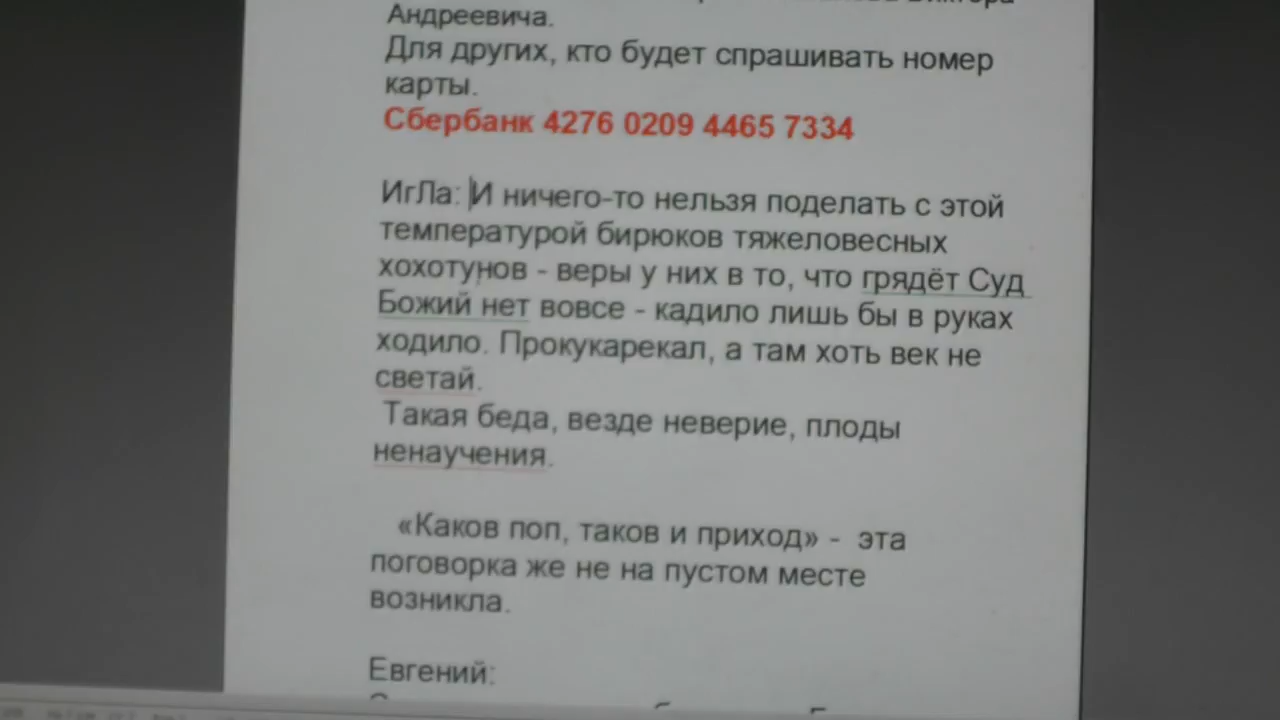 Андреевича.
Для других, кто будет спрашивать номер
карты.
Сбербанк 4276 0209 4465 7334
ИгЛа: И ничего-то нельзя поделать с этой
температурой бирюков тяжеловесных
хохотунов - веры у них в то, что грядёт Суд
Божий нет вовсе - кадило лишь бы в руках
ходило. Прокукарекал, а там хоть век не
светай.
Такая беда, везде неверие, плоды
ненаучения.
«Каков поп, таков и приход» - эта
поговорка же не на пустом месте
возникла.
Евгений: